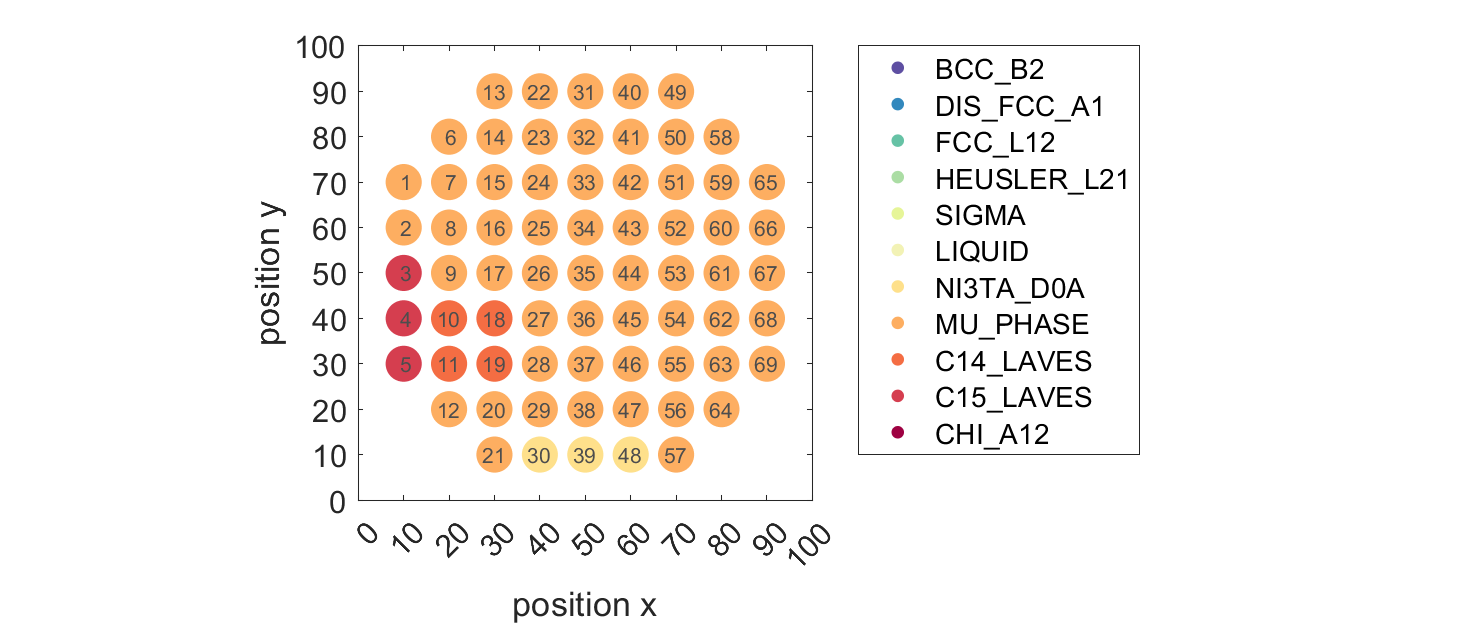 100
90 13 22 31 40 49
80 6 14 23 32 41 50 58
70 1 7 15 24 33 42 51 59 65
60 2 8 16 25 34 43 52 60 66
50 3 9 17 26 35 44 53 61 67
40 4 10 18 27 36 45 54 62 68
30 5 11 19 28 37 46 55 63 69
20 12 20 29 38 47 56 64
10 21 30 39 48 57
0
0 10 20 30 40 50 60 70 80 90 100
position x
position y
BCC_B2
DIS_FCC_A1
FCC_L12
HEUSLER_L21
SIGMA
LIQUID
NI3TA_D0A
MU_PHASE
C14_LAVES
C15_LAVES
CHI_A12